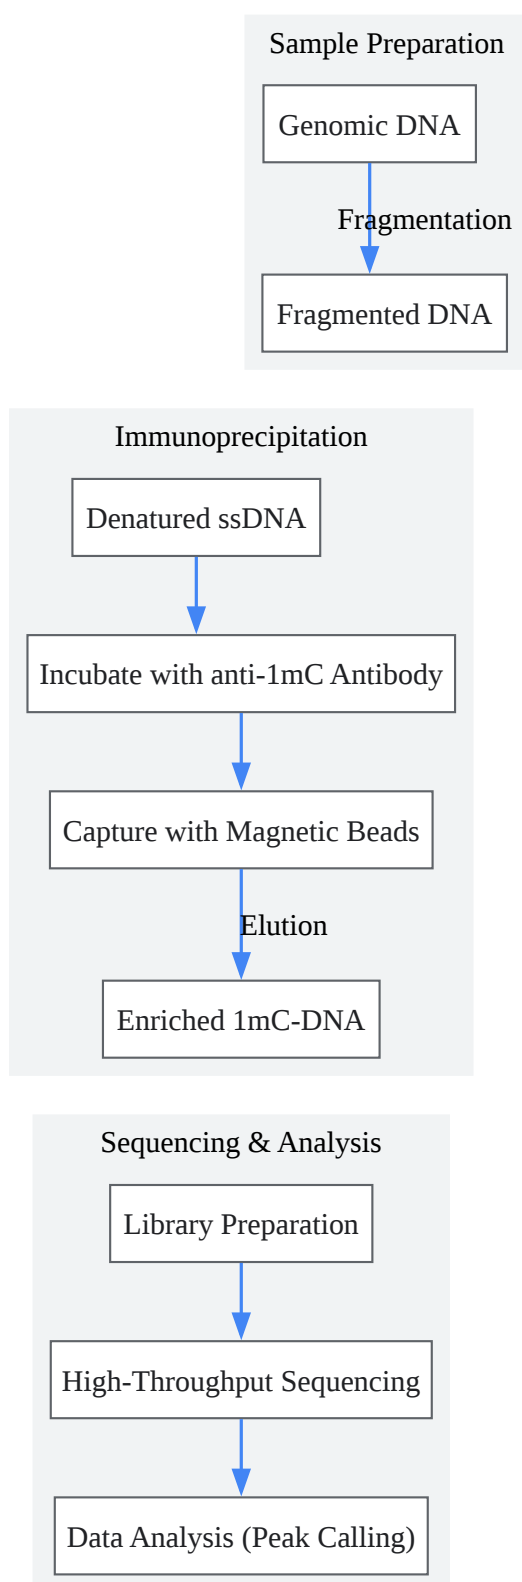 Sample Preparation
Genomic DNA
Fragmentation
Fragmented DNA
Immunoprecipitation
Denatured ssDNA
Incubate with anti-1mC Antibody
Capture with Magnetic Beads
Elution
Enriched 1mC-DNA
Sequencing & Analysis
Library Preparation
High-Throughput Sequencing
Data Analysis (Peak Calling)